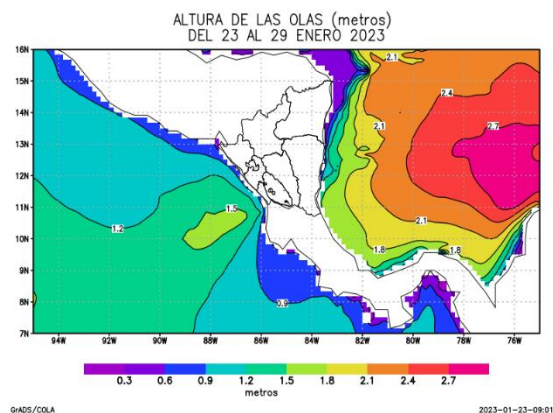 ALTURA DE LAS OLAS (metros)
DEL 23 AL 29 ENERO 2023
16N
15N
14N
13N
12N
11N
10N
9N
8N
7N
2.1
2.4
2.7
2.1
1.5
1.2
2.1
1.8
1.8
0.9
94W 92W 90W 88W 86W 84W 82W 80W 78W 76W
0.3 0.6 0.9 1.2 1.5 1.8 2.1 2.4 2.7
metros
GrADS/COLA 2023-01-23-09:01